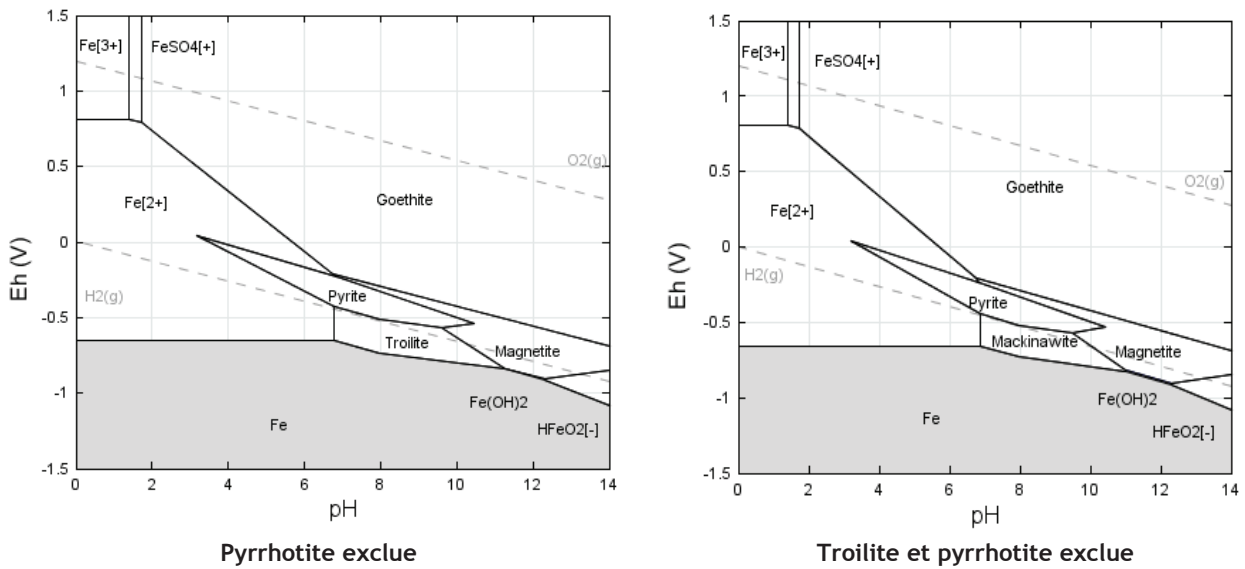 1.5
Fe[3+]
FeSO4[+]
1
O2(g)
0.5
Goethite
Fe[2+]
0
H2(g)
Pyrite
-0.5
Troilite
Magnetite
-1
Fe(OH)2
Fe
HFeO2[-]
-1.5
0 2 4 6 8 10 12 14
Eh (V)
pH
Pyrrhotite exclue
1.5
Fe[3+]
FeSO4[+]
1
O2(g)
0.5
Goethite
Fe[2+]
0
H2(g)
Pyrite
-0.5
Mackinawite
Magnetite
-1
Fe(OH)2
Fe
HFeO2[-]
-1.5
0 2 4 6 8 10 12 14
Eh (V)
pH
Troilite et pyrrhotite exclue